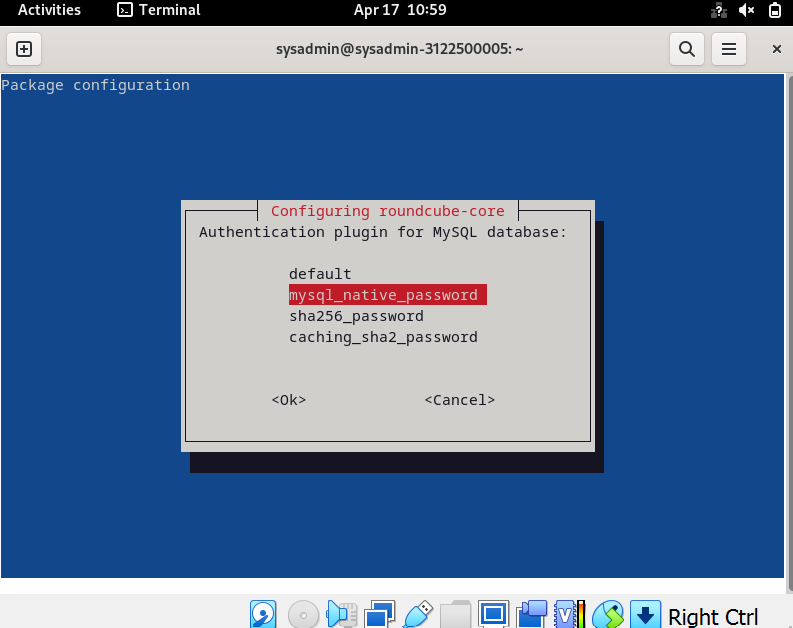 Activities Terminal Apr 17 10:59
sysadmin@sysadmin-3122500005: ~
Package configuration
Configuring roundcube-core
Authentication plugin for MySQL database:
default
mysql_native_password
sha256_password
caching_sha2_password
<Ok> <Cancel>
Right Ctrl